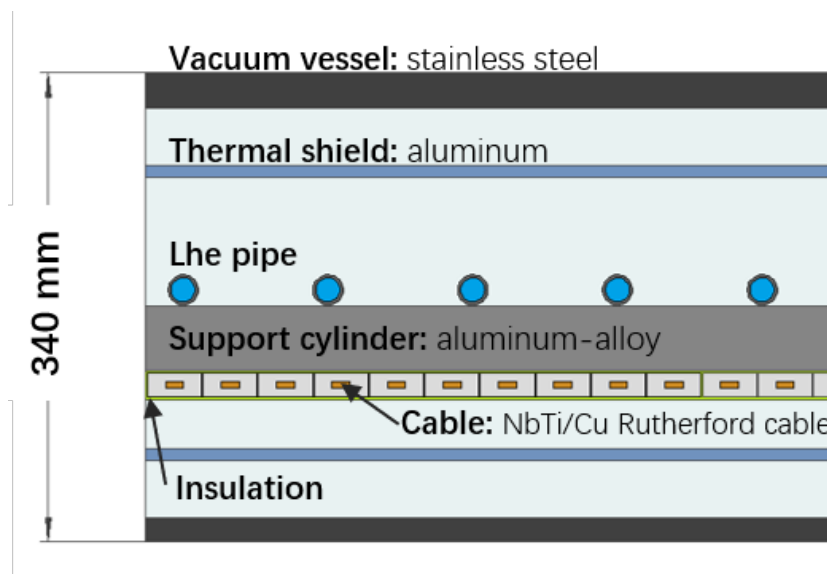 Vacuum vessel: stainless steel
Thermal shield: aluminum
Lhe pipe
340 mm
Support cylinder: aluminum-alloy
Cable: NbTi/Cu Rutherford cable
Insulation